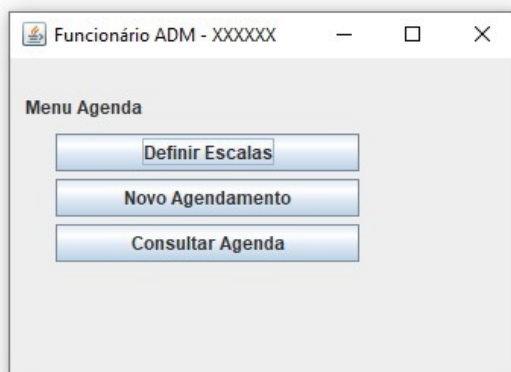 Funcionário ADM - XXXXXX
Menu Agenda
Definir Escalas
Novo Agendamento
Consultar Agenda